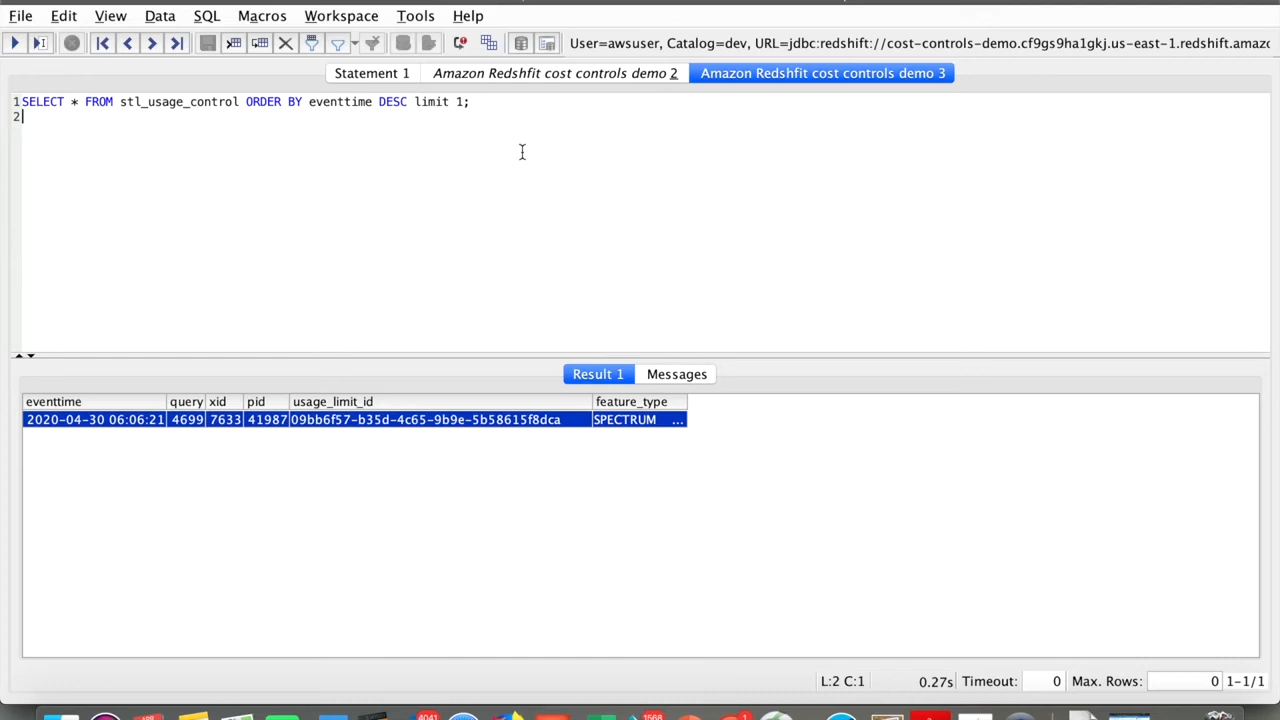 File Edit View Data SQL Macros Workspace Tools Help
User=awsuser, Catalog=dev, URL=jdbc:redshift://cost-controls-demo.cf9gs9ha1gkj.us-east-1.redshift.amazo
Statement 1 Amazon Redshfit cost controls demo 2 Amazon Redshfit cost controls demo 3
1 SELECT * FROM stl_usage_control ORDER BY eventtime DESC limit 1;
2
Result 1 Messages
eventtime query xid pid usage_limit_id feature_type
2020-04-30 06:06:21 4699 7633 41987 09bb6f57-b35d-4c65-9b9e-5b58615f8dca SPECTRUM ...
L:2 C:1 0.27s Timeout: 0 Max. Rows: 0 1-1/1
4041 1568 1